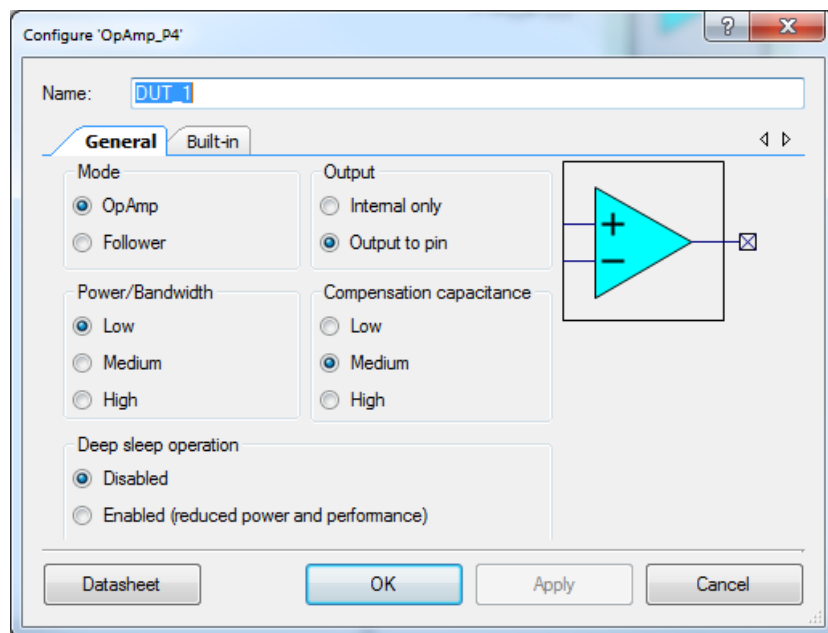 Configure 'OpAmp_P4'
?
X
Name: DUT_1
General Built-in
Mode
OpAmp
Follower
Output
Internal only
Output to pin
+
−
Power/Bandwidth
Low
Medium
High
Compensation capacitance
Low
Medium
High
Deep sleep operation
Disabled
Enabled (reduced power and performance)
Datasheet OK Apply Cancel